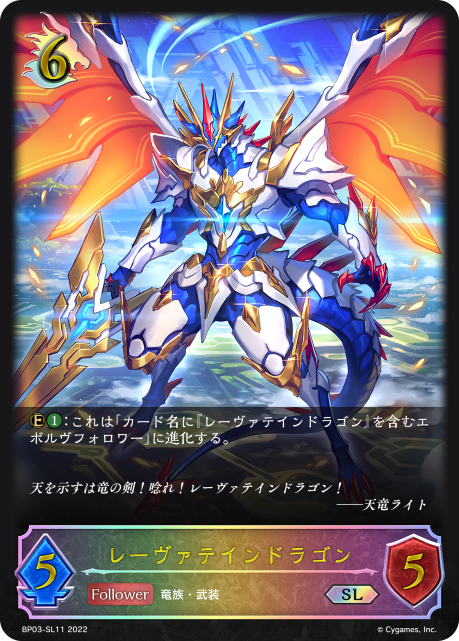 6
E 1:これは「カード名に『レーヴァテインドラゴン』を含むエ
ボルヴフォロワー」に進化する。
天を示すは竜の剣!唸れ!レーヴァテインドラゴン!
――天竜ライト
レーヴァテインドラゴン
5
5
Follower 竜族・武装
SL
BP03-SL11 2022
© Cygames, Inc.